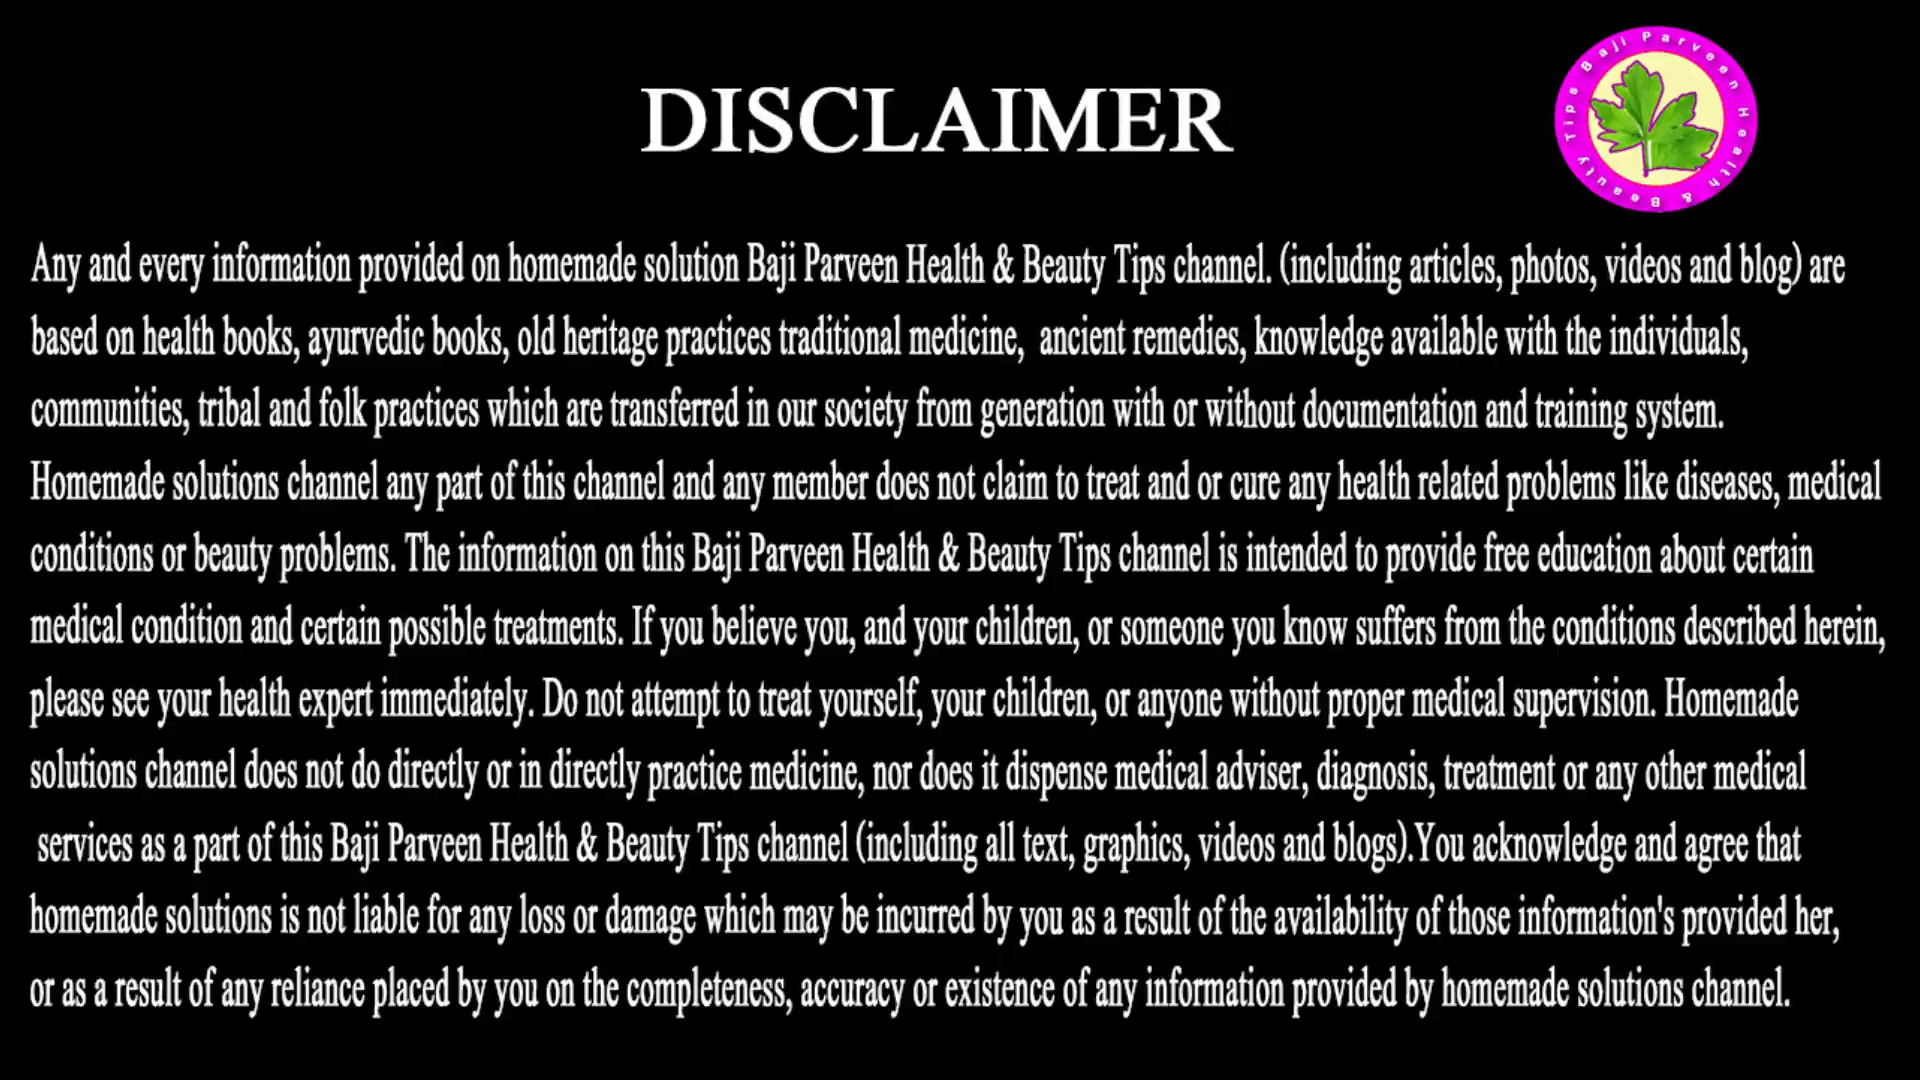 DISCLAIMER
Baji Parveen Health & Beauty Tips
Any and every information provided on homemade solution Baji Parveen Health & Beauty Tips channel. (including articles, photos, videos and blog) are
based on health books, ayurvedic books, old heritage practices traditional medicine, ancient remedies, knowledge available with the individuals,
communities, tribal and folk practices which are transferred in our society from generation with or without documentation and training system.
Homemade solutions channel any part of this channel and any member does not claim to treat and or cure any health related problems like diseases, medical
conditions or beauty problems. The information on this Baji Parveen Health & Beauty Tips channel is intended to provide free education about certain
medical condition and certain possible treatments. If you believe you, and your children, or someone you know suffers from the conditions described herein,
please see your health expert immediately. Do not attempt to treat yourself, your children, or anyone without proper medical supervision. Homemade
solutions channel does not do directly or in directly practice medicine, nor does it dispense medical adviser, diagnosis, treatment or any other medical
services as a part of this Baji Parveen Health & Beauty Tips channel (including all text, graphics, videos and blogs).You acknowledge and agree that
homemade solutions is not liable for any loss or damage which may be incurred by you as a result of the availability of those information's provided her,
or as a result of any reliance placed by you on the completeness, accuracy or existence of any information provided by homemade solutions channel.